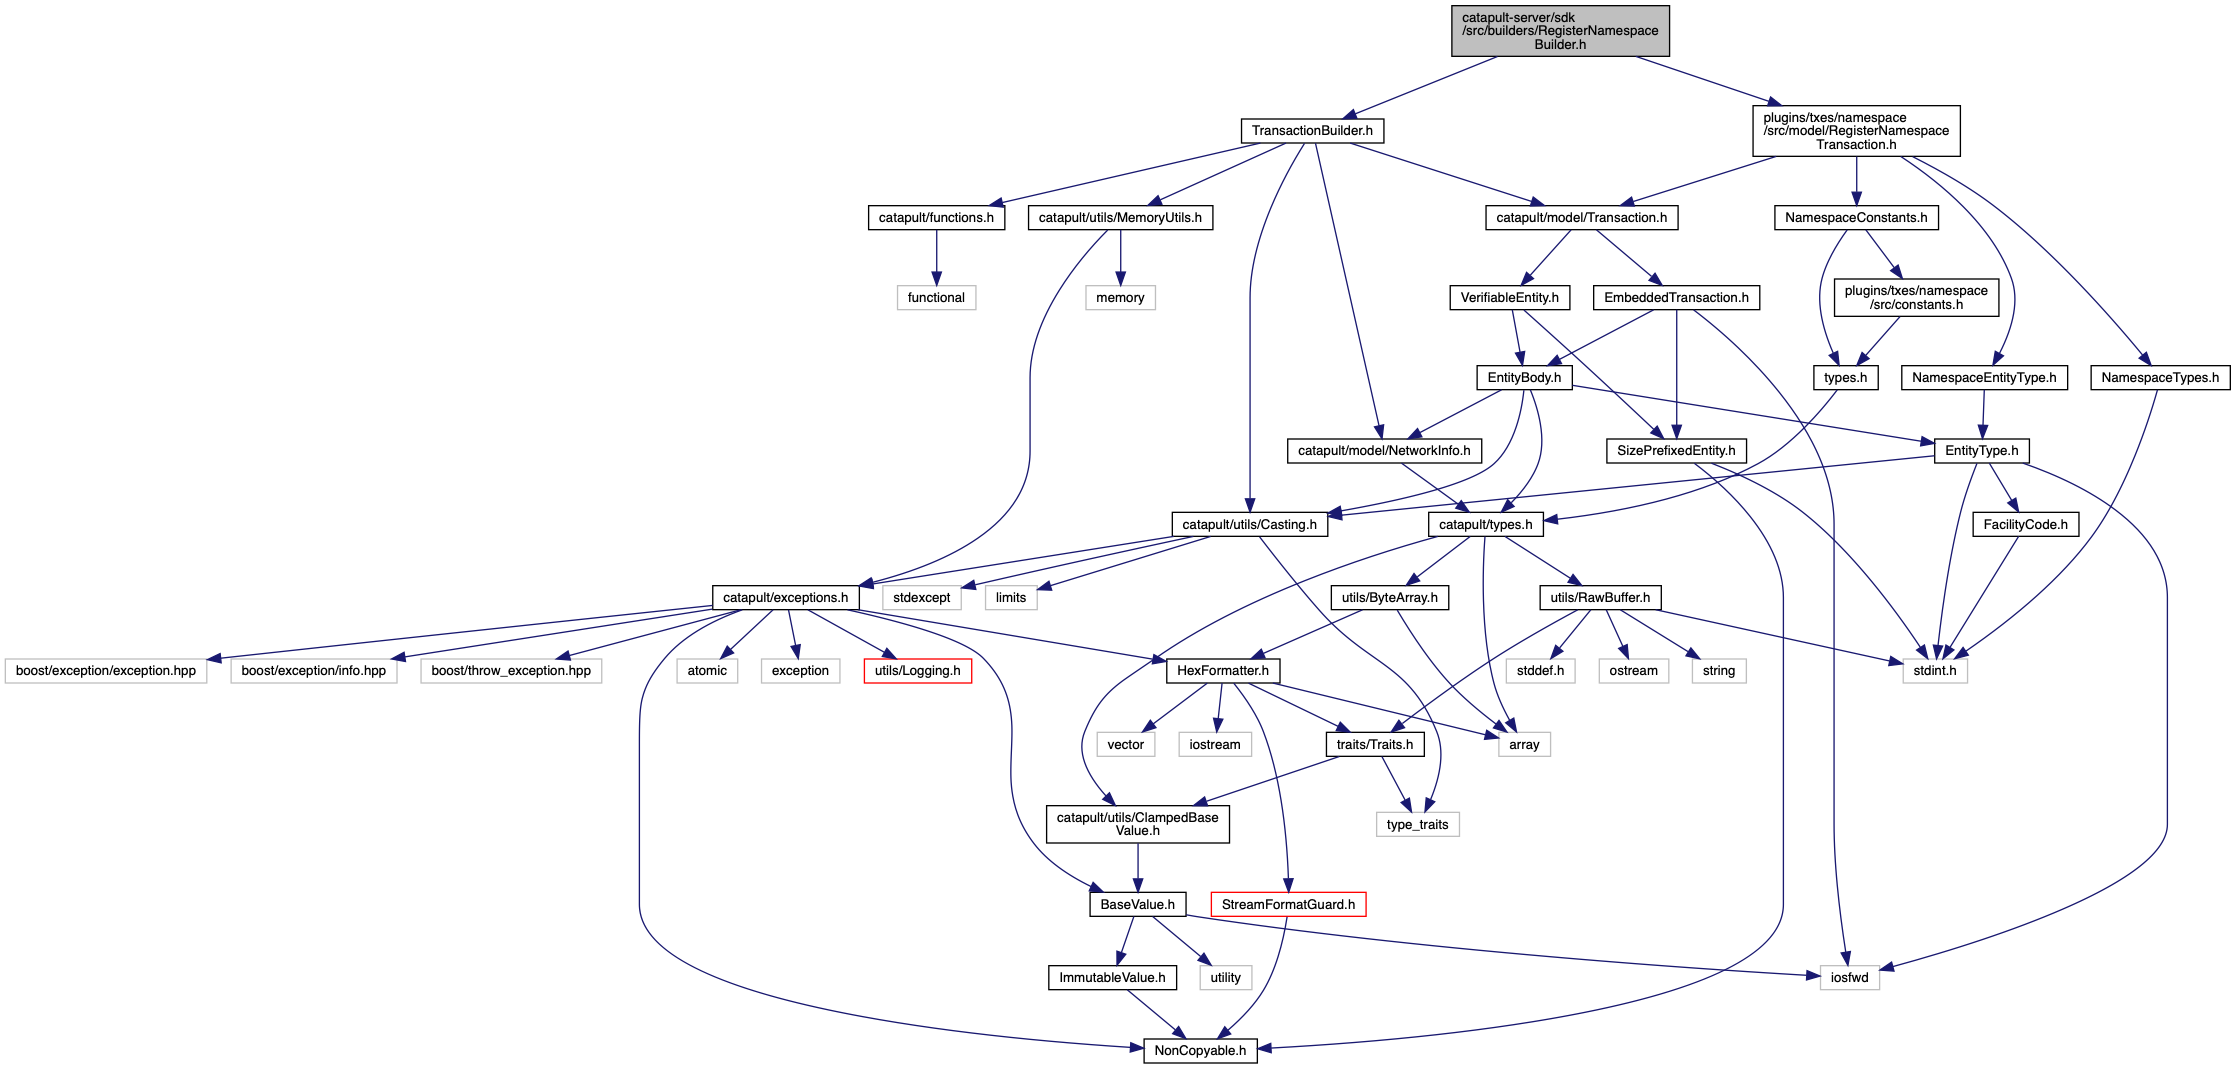 catapult-server/sdk
/src/builders/RegisterNamespace
Builder.h
TransactionBuilder.h
plugins/txes/namespace
/src/model/RegisterNamespace
Transaction.h
catapult/functions.h
catapult/utils/MemoryUtils.h
catapult/model/Transaction.h
NamespaceConstants.h
functional
memory
VerifiableEntity.h
EmbeddedTransaction.h
plugins/txes/namespace
/src/constants.h
EntityBody.h
types.h
NamespaceEntityType.h
NamespaceTypes.h
catapult/model/NetworkInfo.h
SizePrefixedEntity.h
EntityType.h
catapult/utils/Casting.h
catapult/types.h
FacilityCode.h
catapult/exceptions.h
stdexcept
limits
utils/ByteArray.h
utils/RawBuffer.h
boost/exception/exception.hpp
boost/exception/info.hpp
boost/throw_exception.hpp
atomic
exception
utils/Logging.h
HexFormatter.h
stddef.h
ostream
string
stdint.h
vector
iostream
traits/Traits.h
array
catapult/utils/ClampedBase
Value.h
type_traits
BaseValue.h
StreamFormatGuard.h
ImmutableValue.h
utility
iosfwd
NonCopyable.h